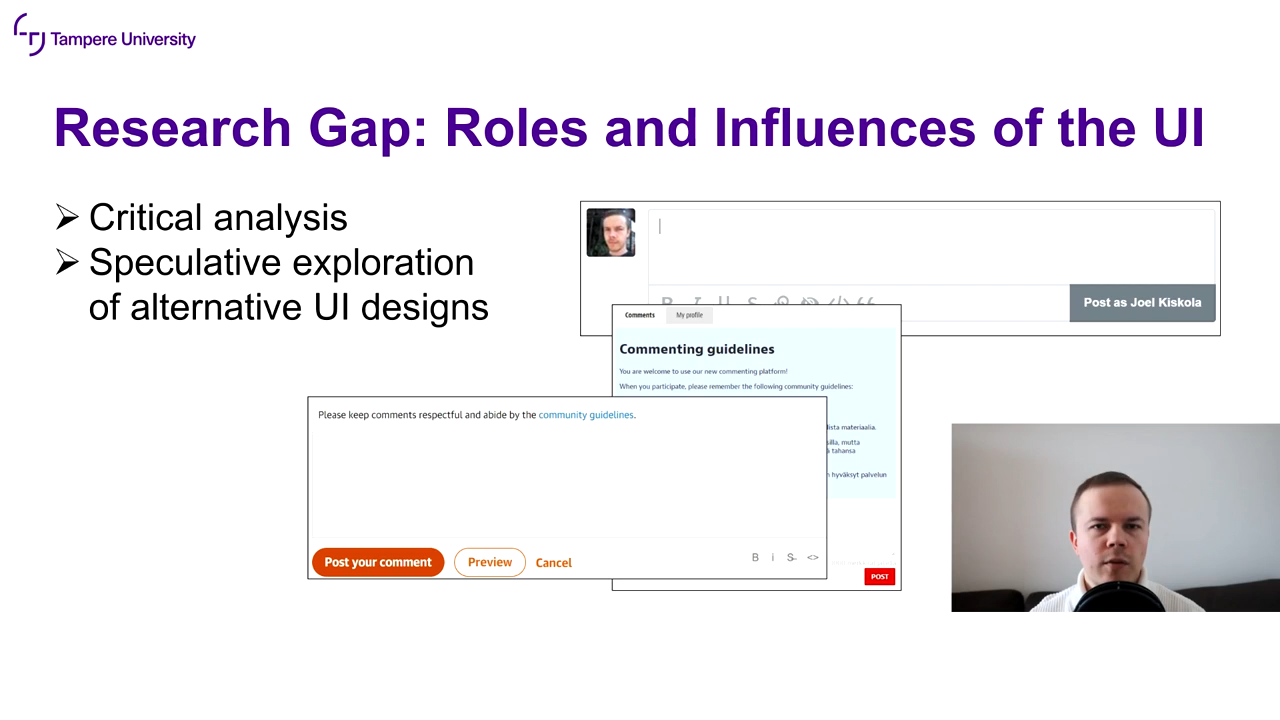 Tampere University
Research Gap: Roles and Influences of the UI
➢ Critical analysis
➢ Speculative exploration
of alternative UI designs
Post as Joel Kiskola
Comments My profile
Commenting guidelines
You are welcome to use our new commenting platform!
When you participate, please remember the following community guidelines:
materiaalia.
mutta
tahansa
hyväksyt palvelun
POST
Please keep comments respectful and abide by the community guidelines.
Post your comment Preview Cancel
B i S <>